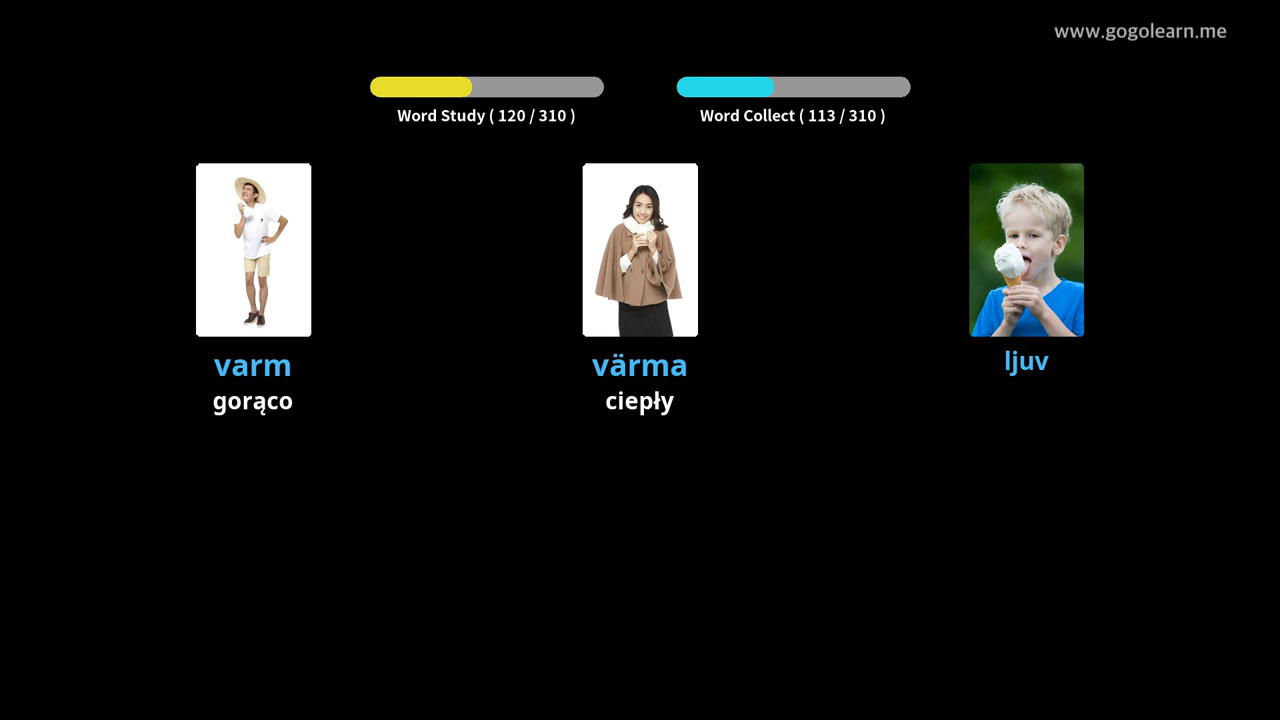 www.gogolearn.me
Word Study ( 120 / 310 )
Word Collect ( 113 / 310 )
varm
gorąco
värma
ciepły
ljuv